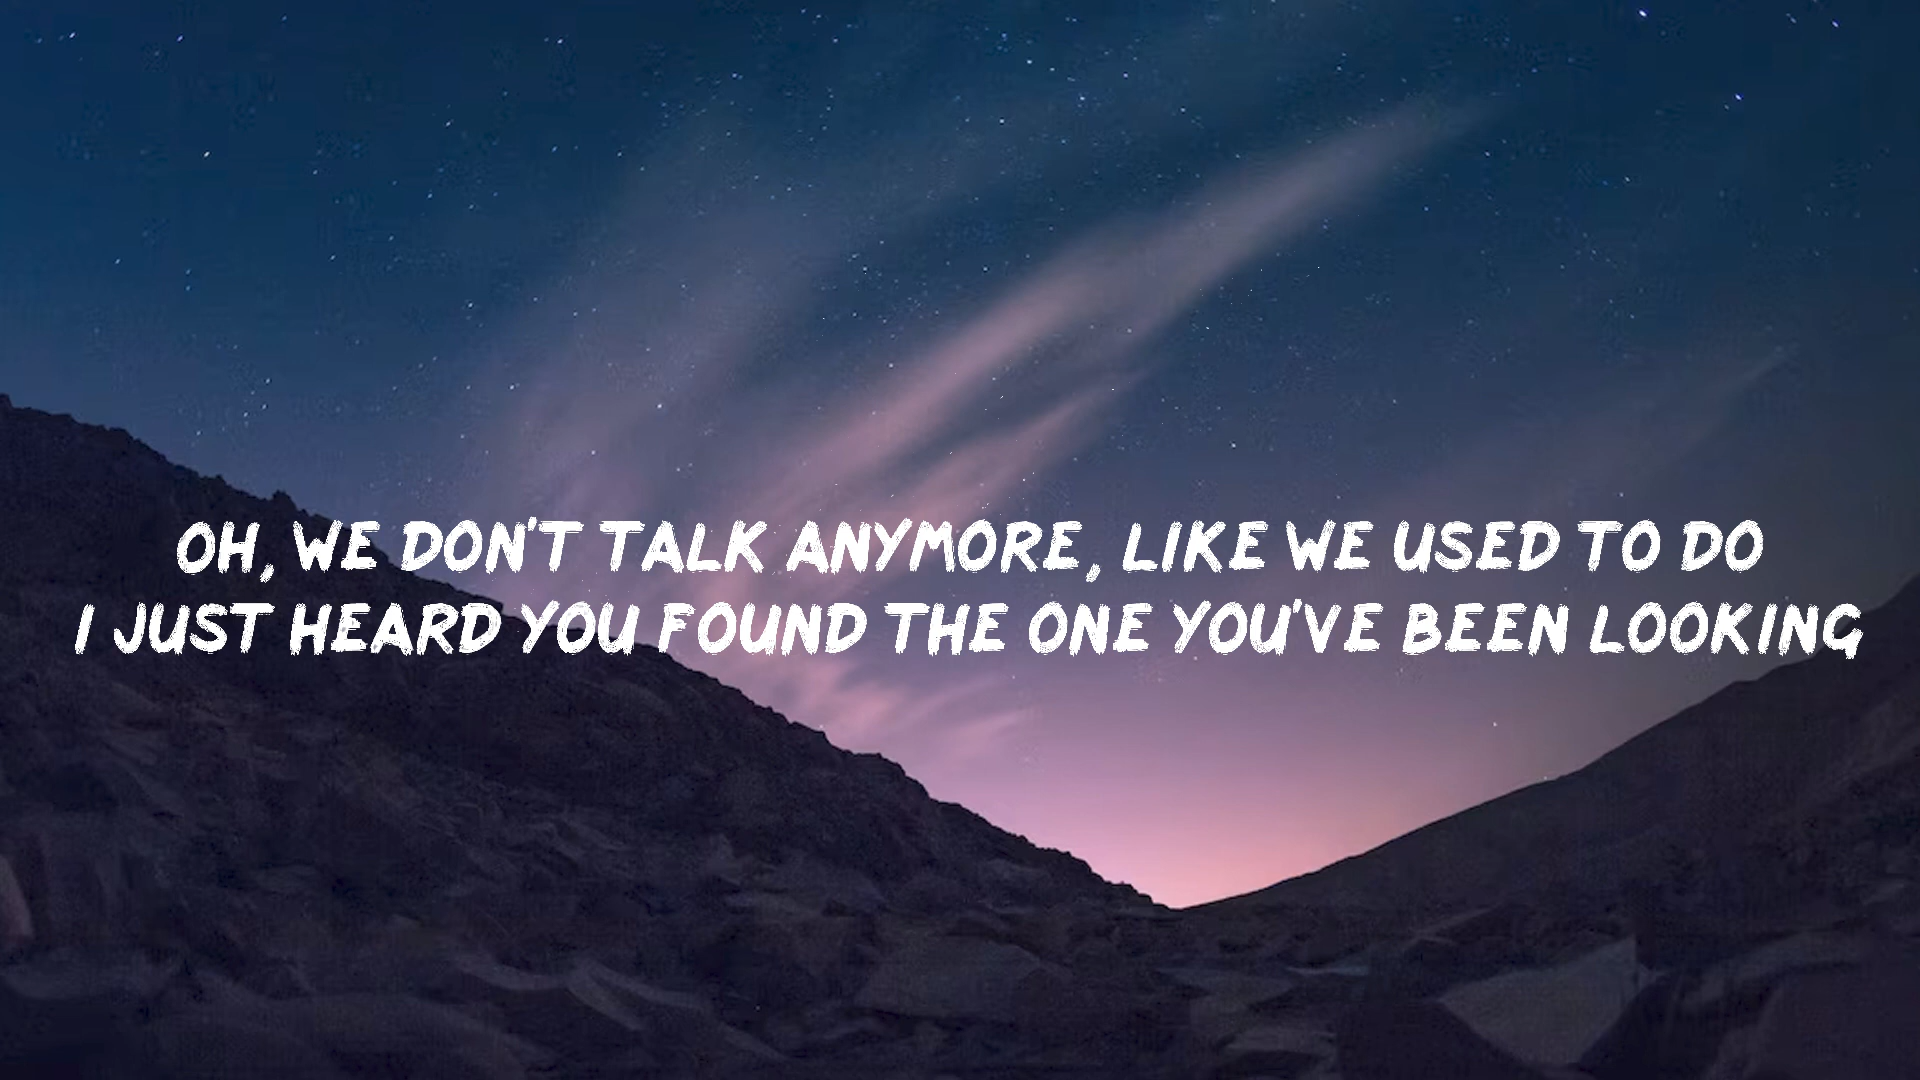 OH, WE DON'T TALK ANYMORE, LIKE WE USED TO DO
I JUST HEARD YOU FOUND THE ONE YOU'VE BEEN LOOKING